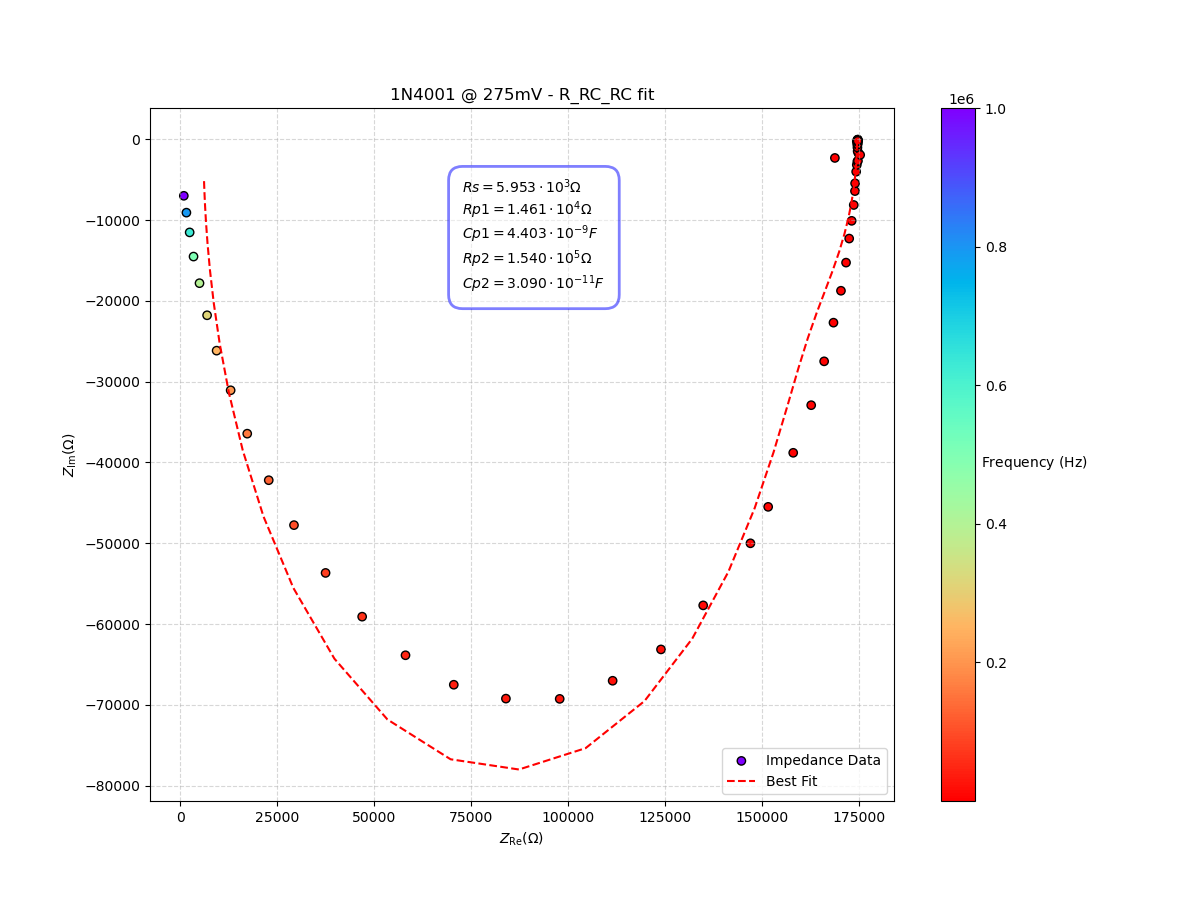 1N4001 @ 275mV - R_RC_RC fit
1e6
0
−10000
−20000
−30000
−40000
−50000
−60000
−70000
−80000
Z_Im(Ω)
Rs = 5.953 · 10³Ω
Rp1 = 1.461 · 10⁴Ω
Cp1 = 4.403 · 10⁻⁹F
Rp2 = 1.540 · 10⁵Ω
Cp2 = 3.090 · 10⁻¹¹F
Impedance Data
Best Fit
0
25000
50000
75000
100000
125000
150000
175000
Z_Re(Ω)
1.0
0.8
0.6
0.4
0.2
Frequency (Hz)